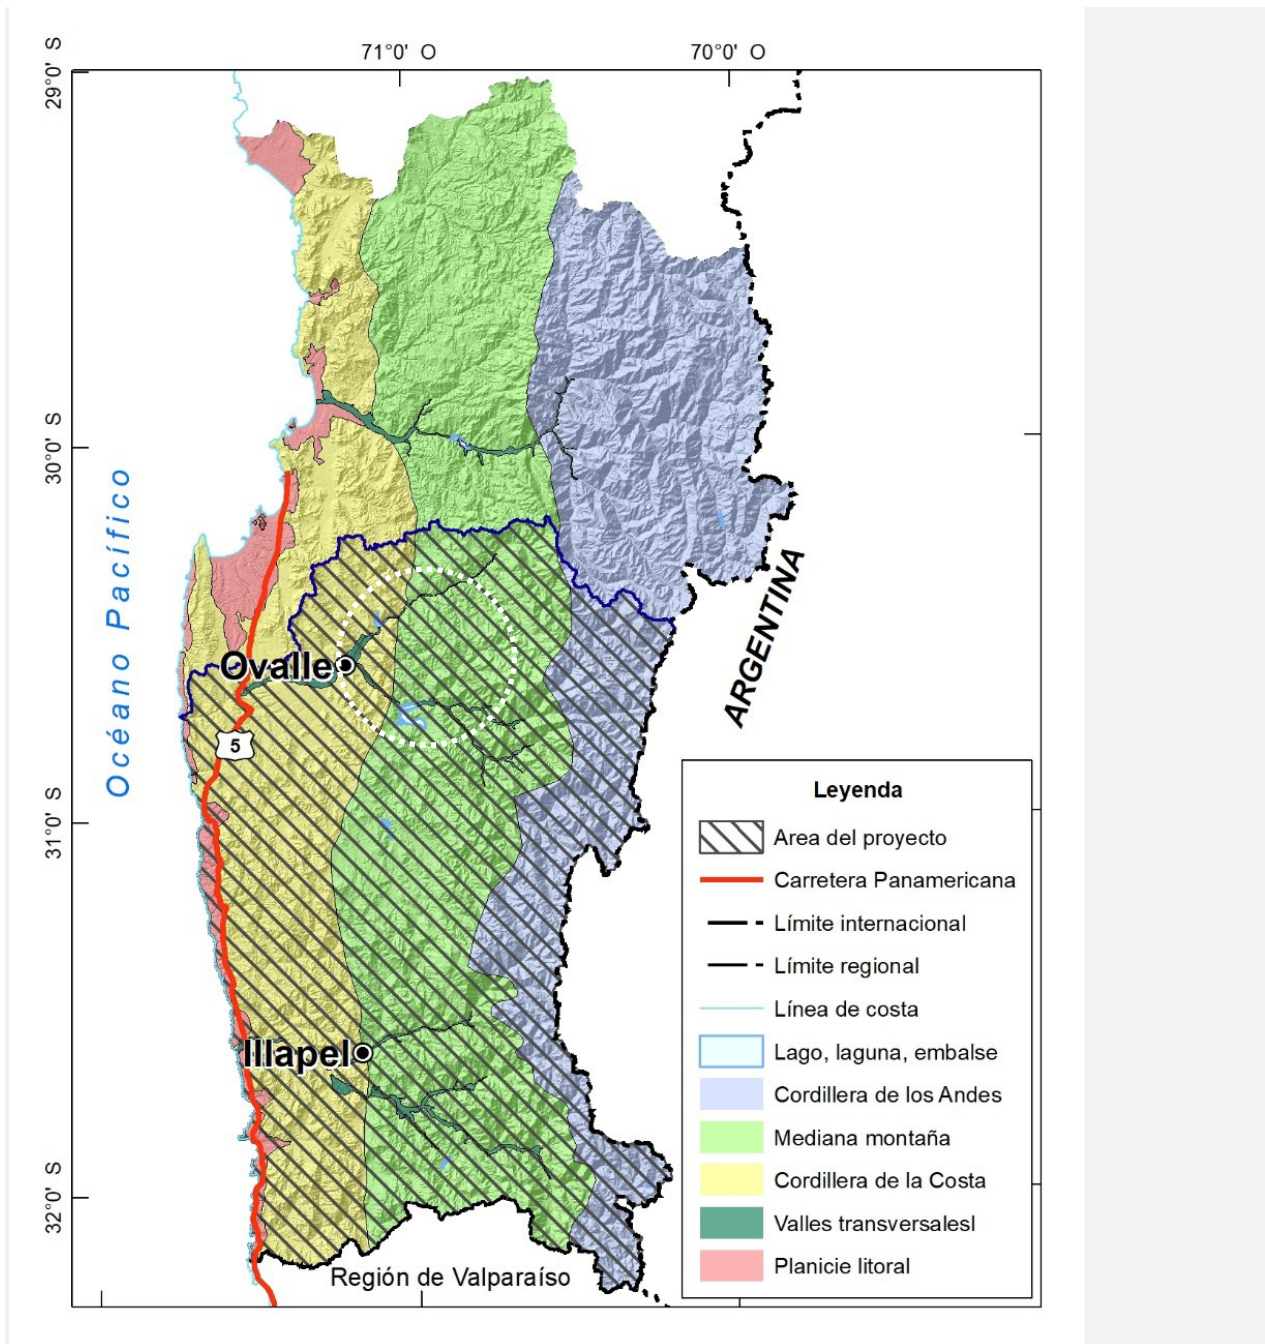 71°0' O
70°0' O
29°0' S
30°0' S
31°0' S
32°0' S
Océano Pacífico
ARGENTINA
Ovalle
5
Illapel
Región de Valparaíso
Leyenda
Area del proyecto
Carretera Panamericana
Límite internacional
Límite regional
Línea de costa
Lago, laguna, embalse
Cordillera de los Andes
Mediana montaña
Cordillera de la Costa
Valles transversalesl
Planicie litoral